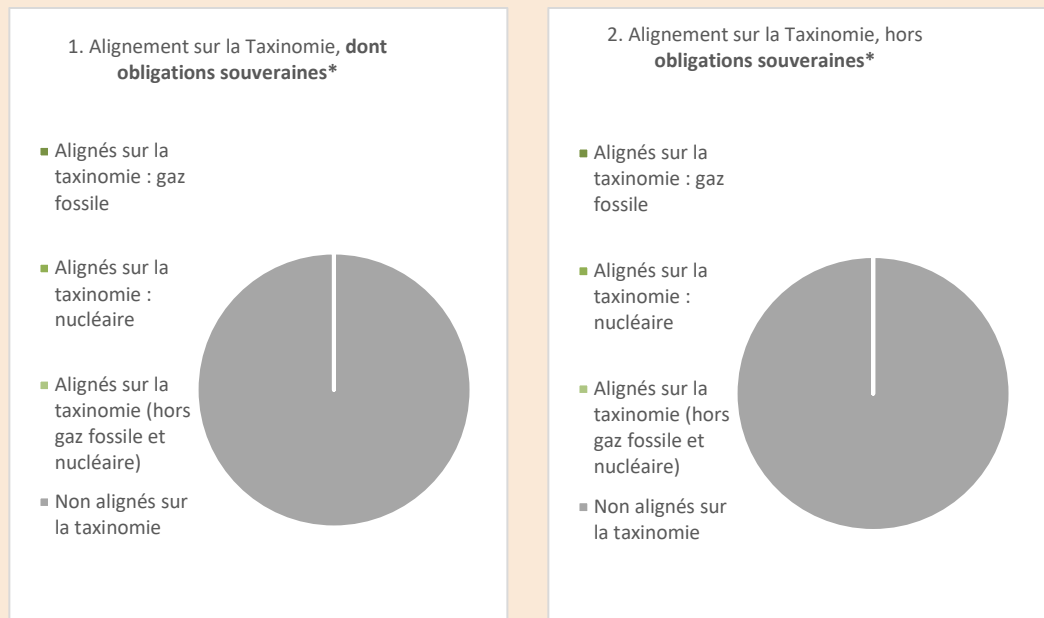 1. Alignement sur la Taxinomie, dont
obligations souveraines*
Alignés sur la
taxinomie : gaz
fossile
Alignés sur la
taxinomie :
nucléaire
Alignés sur la
taxinomie (hors
gaz fossile et
nucléaire)
Non alignés sur
la taxinomie
2. Alignement sur la Taxinomie, hors
obligations souveraines*
Alignés sur la
taxinomie : gaz
fossile
Alignés sur la
taxinomie :
nucléaire
Alignés sur la
taxinomie (hors
gaz fossile et
nucléaire)
Non alignés sur
la taxinomie